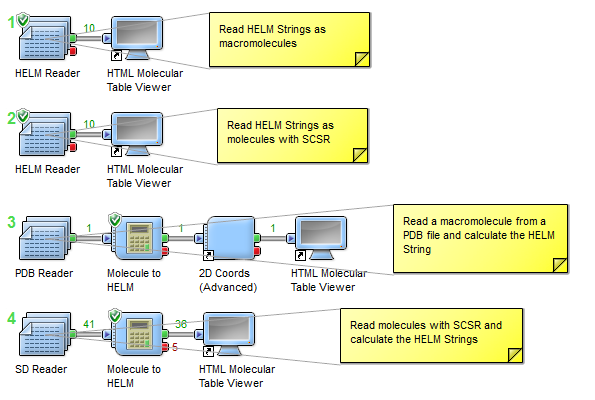 1
10
HELM Reader
HTML Molecular
Table Viewer
Read HELM Strings as
macromolecules
2
10
HELM Reader
HTML Molecular
Table Viewer
Read HELM Strings as
molecules with SCSR
3
1
1
1
PDB Reader
Molecule to
HELM
2D Coords
(Advanced)
HTML Molecular
Table Viewer
Read a macromolecule from a
PDB file and calculate the HELM
String
4
41
36
5
SD Reader
Molecule to
HELM
HTML Molecular
Table Viewer
Read molecules with SCSR and
calculate the HELM Strings